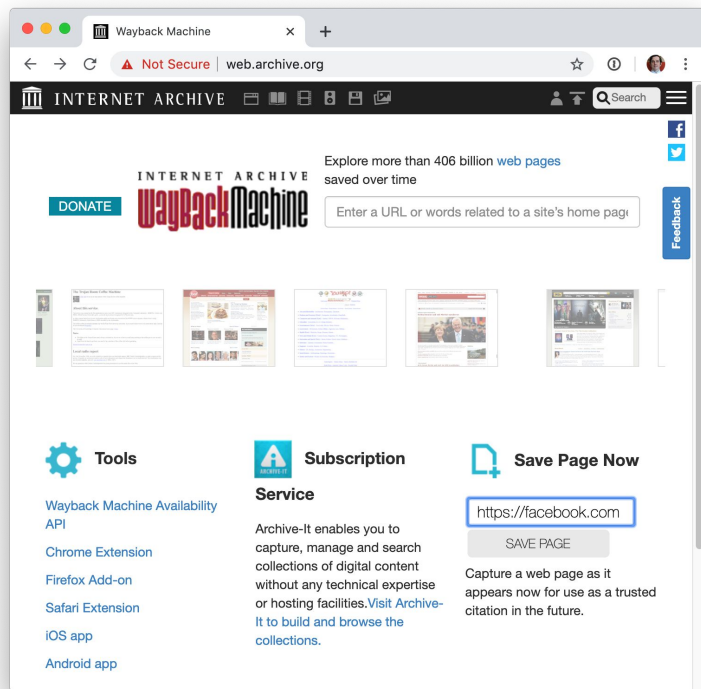 Wayback Machine
Not Secure web.archive.org
INTERNET ARCHIVE
Search
Explore more than 406 billion web pages
saved over time
DONATE
INTERNET ARCHIVE
WayBackMachine
Enter a URL or words related to a site's home page
Feedback
Tools
Wayback Machine Availability
API
Chrome Extension
Firefox Add-on
Safari Extension
iOS app
Android app
ARCHIVE-IT
Subscription
Service
Archive-It enables you to
capture, manage and search
collections of digital content
without any technical expertise
or hosting facilities.Visit Archive-
It to build and browse the
collections.
Save Page Now
https://facebook.com
SAVE PAGE
Capture a web page as it
appears now for use as a trusted
citation in the future.